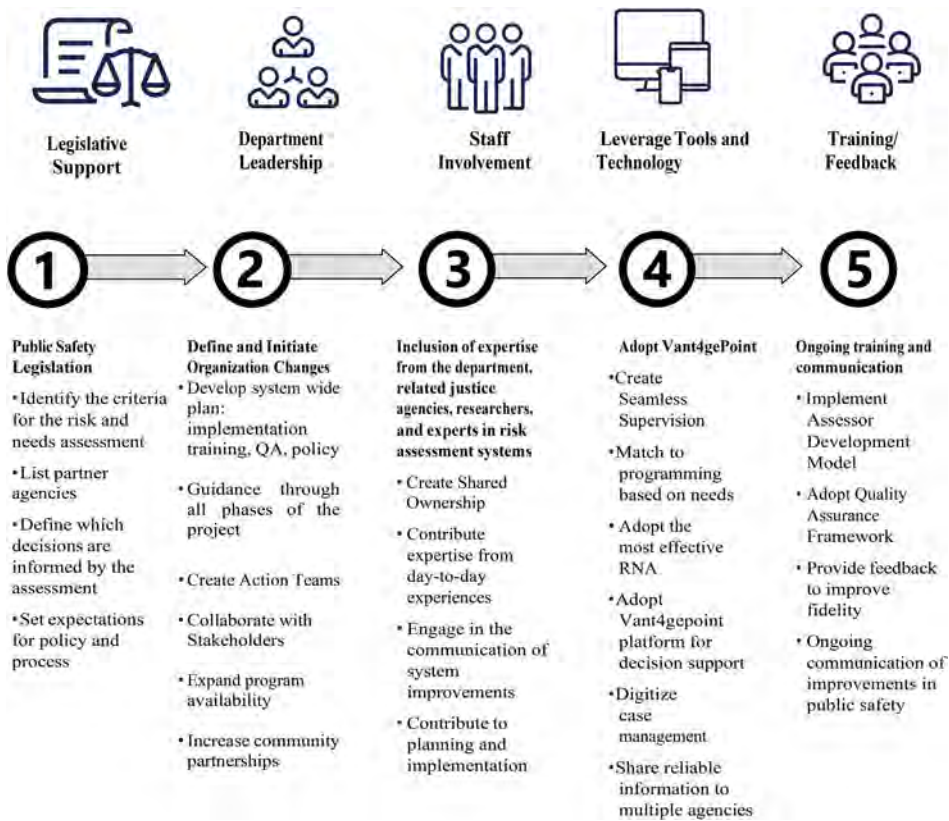 Legislative
Support
Department
Leadership
Staff
Involvement
Leverage Tools and
Technology
Training/
Feedback
1
2
3
4
5
Public Safety
Legislation
•Identify the criteria
for the risk and
needs assessment
•List partner
agencies
•Define which
decisions are
informed by the
assessment
•Set expectations
for policy and
process
Define and Initiate
Organization Changes
•Develop system wide
plan:
implementation
training, QA, policy
•Guidance through
all phases of the
project
•Create Action Teams
•Collaborate with
Stakeholders
•Expand program
availability
•Increase community
partnerships
Inclusion of expertise
from the department,
related justice
agencies, researchers,
and experts in risk
assessment systems
•Create Shared
Ownership
•Contribute
expertise from
day-to-day
experiences
•Engage in the
communication of
system
improvements
•Contribute to
planning and
implementation
Adopt Vant4gePoint
•Create
Seamless
Supervision
•Match to
programming
based on needs
•Adopt the
most effective
RNA
•Adopt
Vant4gepoint
platform for
decision support
•Digitize
case
management
•Share reliable
information to
multiple agencies
Ongoing training and
communication
•Implement
Assessor
Development
Model
•Adopt Quality
Assurance
Framework
•Provide feedback
to improve
fidelity
•Ongoing
communication of
improvements in
public safety